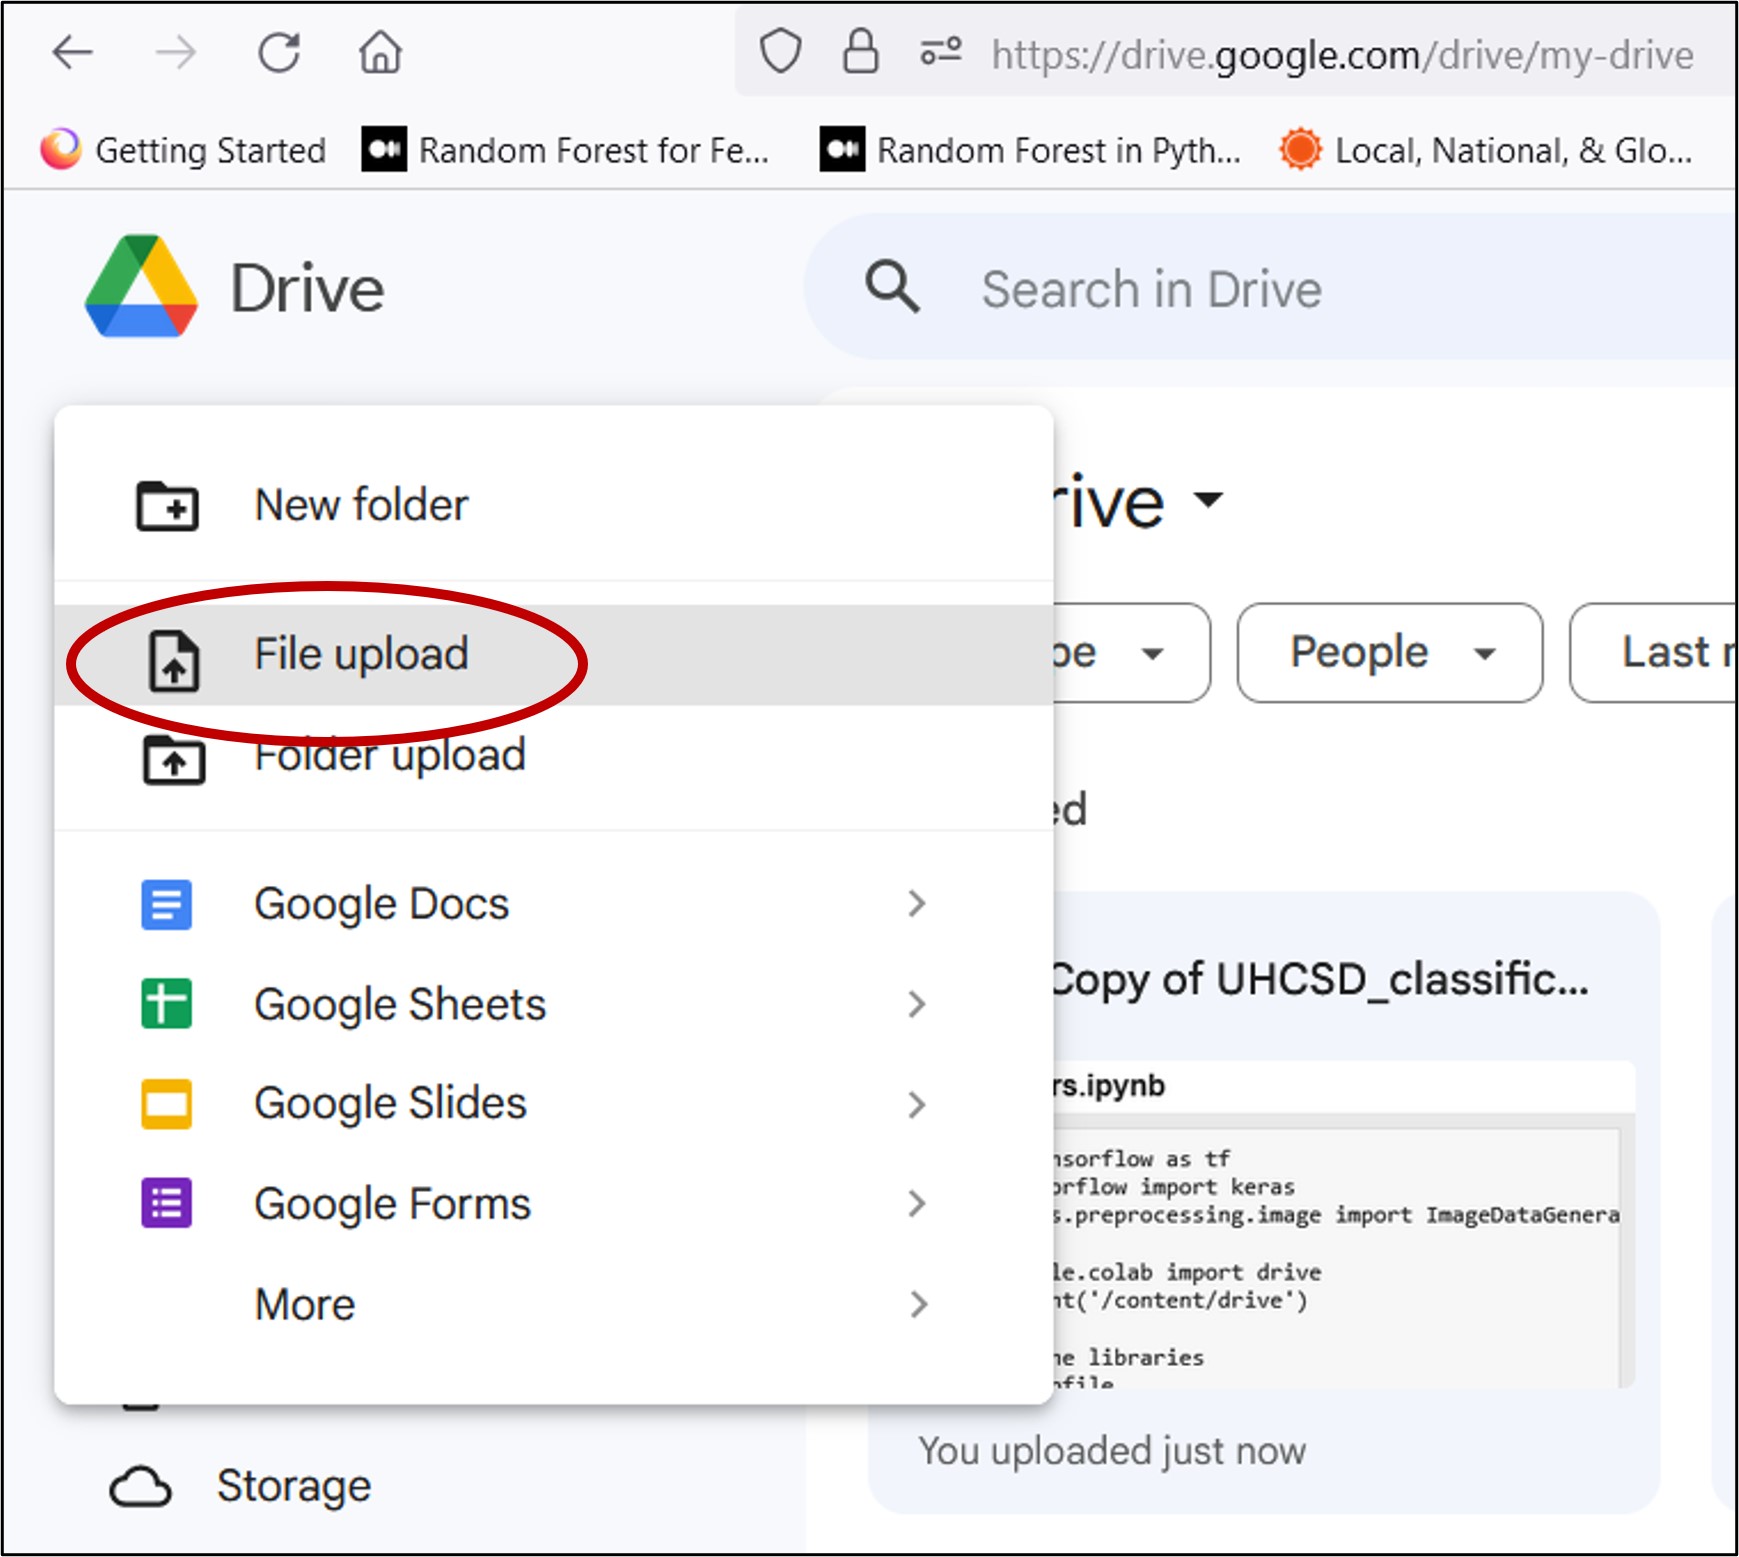 https://drive.google.com/drive/my-drive
Getting Started
Random Forest for Fe...
Random Forest in Pyth...
Local, National, & Glo...
Drive
Search in Drive
New folder
rive
File upload
pe
People
Last
Folder upload
ed
Google Docs
Copy of UHCSD_classific...
Google Sheets
rs.ipynb
Google Slides
nsorflow as tf
orflow import keras
Google Forms
s.preprocessing.image import ImageDataGenera
le.colab import drive
More
nt('/content/drive')
ne libraries
You uploaded just now
Storage